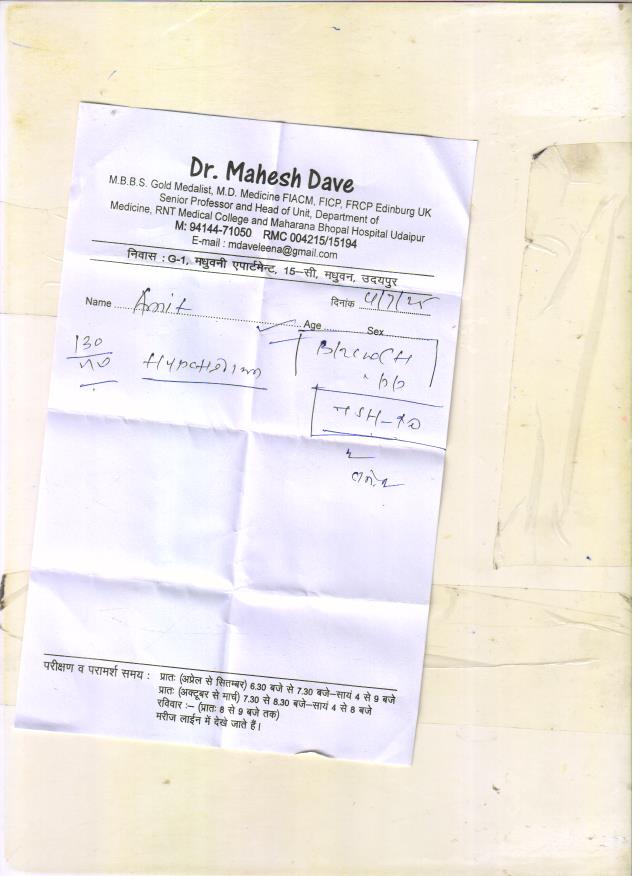 Dr. Mahesh Dave
M.B.B.S. Gold Medalist, M.D. Medicine FIACM, FICP, FRCP Edinburg UK
Senior Professor and Head of Unit, Department of
Medicine, RNT Medical College and Maharana Bhopal Hospital Udaipur
M: 94144-71050 RMC 004215/15194
E-mail : mdaveleena@gmail.com
निवास : G-1, मधुवनी एपार्टमेन्ट, 15-सी, मधुवन, उदयपुर
दिनांक 4/7/25
Name Amit
Age Sex
130
TSH-
परीक्षण व परामर्श समय : प्रातः (अप्रेल से सितम्बर) 6.30 बजे से 7.30 बजे-सायं 4 से 9 बजे
प्रातः (अक्टूबर से मार्च) 7.30 से 8.30 बजे-सायं 4 से 8 बजे
रविवार :- (प्रातः 8 से 9 बजे तक)
मरीज लाईन में देखे जाते हैं।